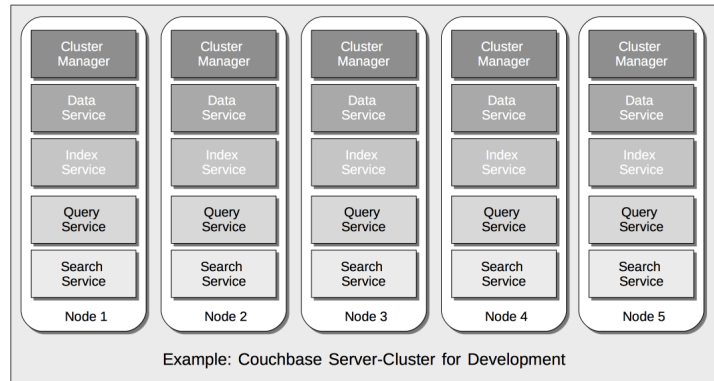 Cluster
Manager
Data
Service
Index
Service
Query
Service
Search
Service
Node 1
Cluster
Manager
Data
Service
Index
Service
Query
Service
Search
Service
Node 2
Cluster
Manager
Data
Service
Index
Service
Query
Service
Search
Service
Node 3
Cluster
Manager
Data
Service
Index
Service
Query
Service
Search
Service
Node 4
Cluster
Manager
Data
Service
Index
Service
Query
Service
Search
Service
Node 5
Example: Couchbase Server-Cluster for Development